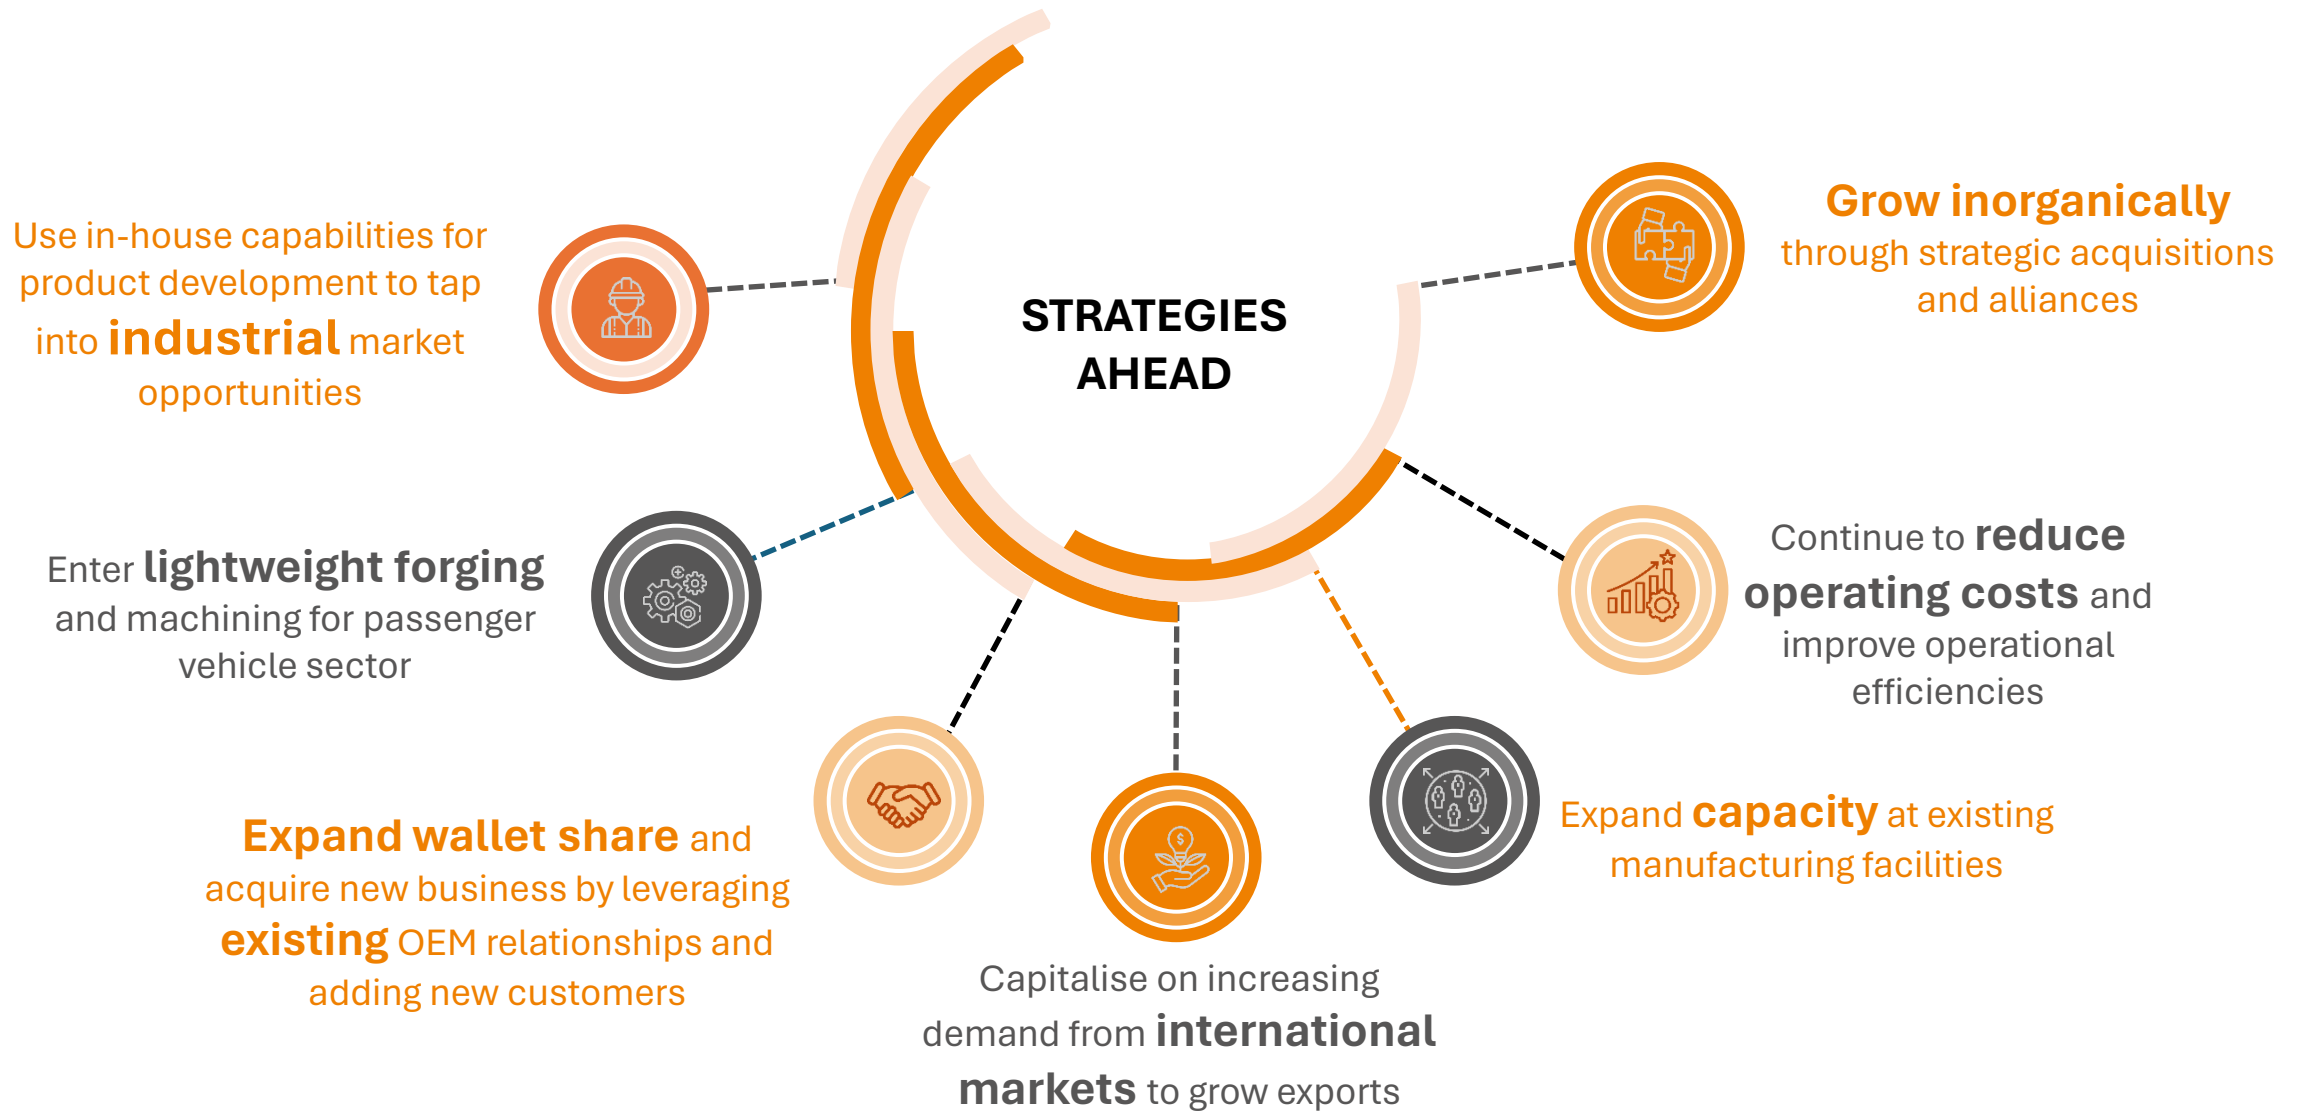 STRATEGIES
AHEAD
Use in-house capabilities for
product development to tap
into industrial market
opportunities
Enter lightweight forging
and machining for passenger
vehicle sector
Expand wallet share and
acquire new business by leveraging
existing OEM relationships and
adding new customers
Capitalise on increasing
demand from international
markets to grow exports
Expand capacity at existing
manufacturing facilities
Continue to reduce
operating costs and
improve operational
efficiencies
Grow inorganically
through strategic acquisitions
and alliances
$